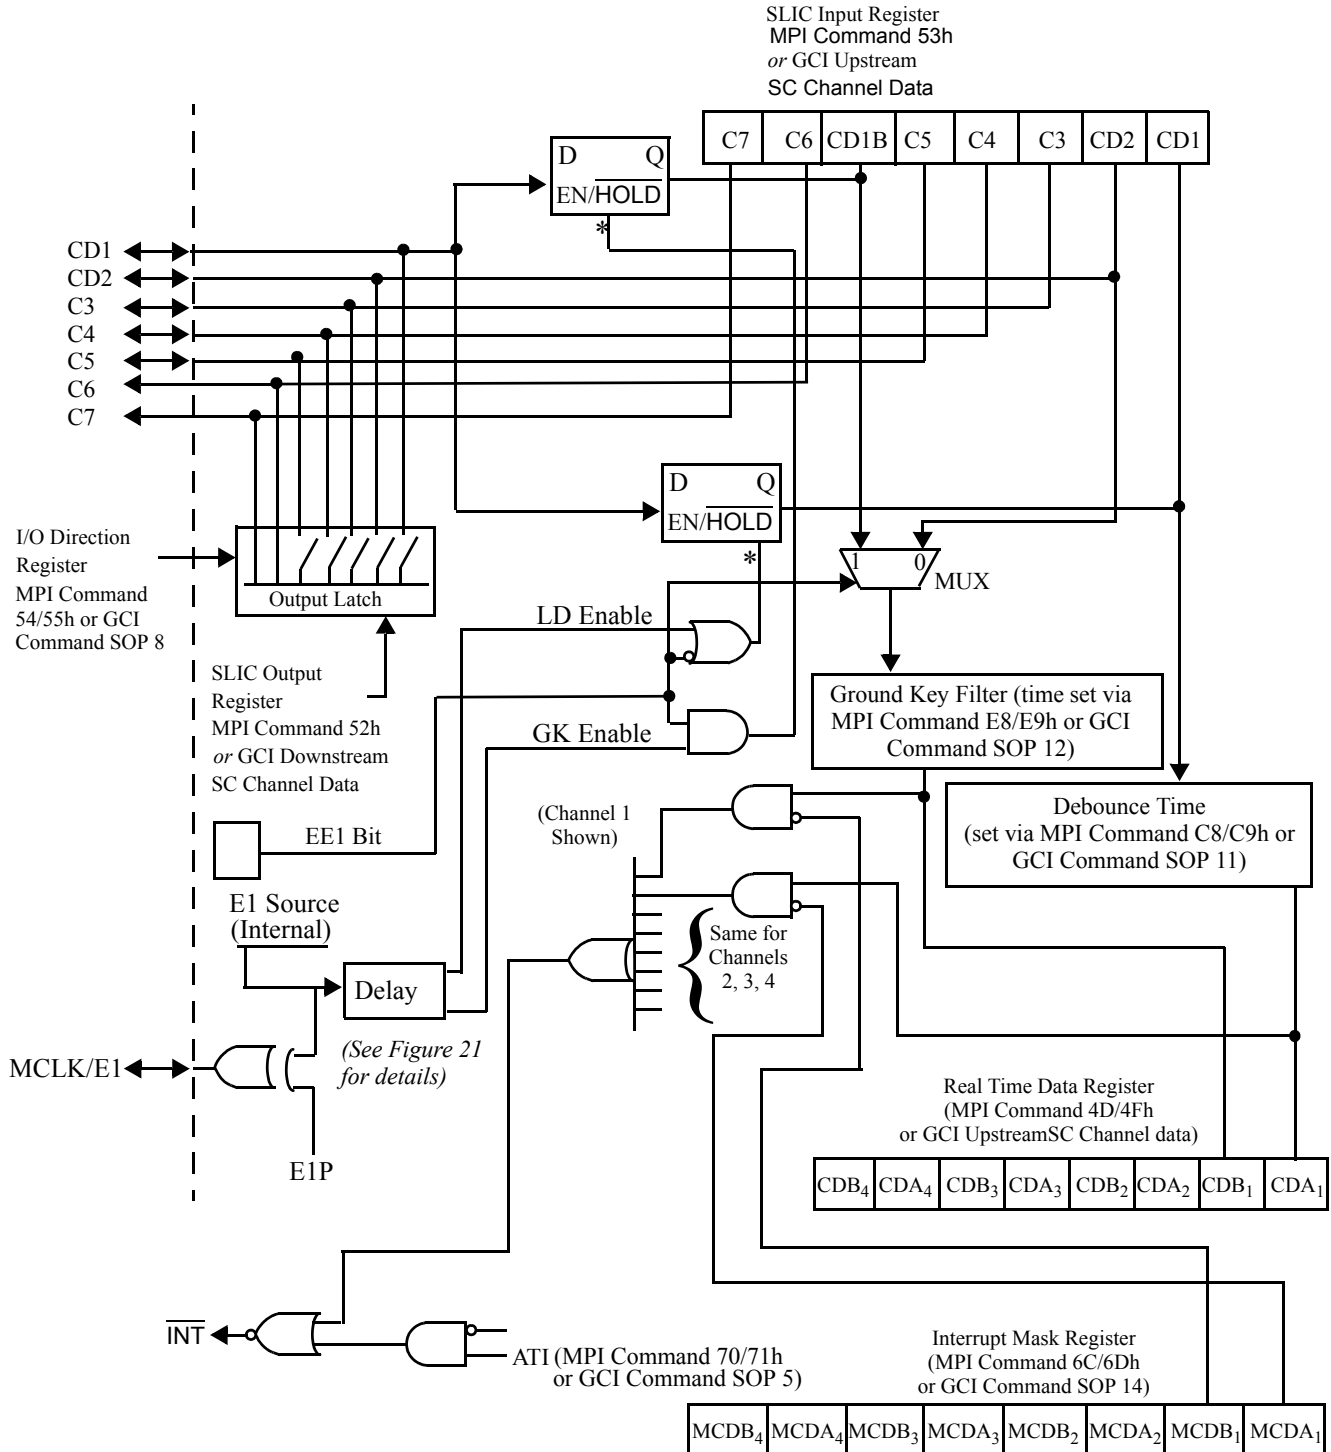 SLIC Input Register
MPI Command 53h
or GCI Upstream
SC Channel Data
C7 C6 CD1B C5 C4 C3 CD2 CD1
D Q
EN/HOLD
*
CD1
CD2
C3
C4
C5
C6
C7
D Q
EN/HOLD
*
I/O Direction
Register
MPI Command
54/55h or GCI
Command SOP 8
Output Latch
1 0
MUX
LD Enable
SLIC Output
Register
MPI Command 52h
or GCI Downstream
SC Channel Data
GK Enable
Ground Key Filter (time set via
MPI Command E8/E9h or GCI
Command SOP 12)
(Channel 1
Shown)
Debounce Time
(set via MPI Command C8/C9h or
GCI Command SOP 11)
EE1 Bit
E1 Source
(Internal)
Same for
Channels
2, 3, 4
Delay
(See Figure 21
for details)
MCLK/E1
E1P
Real Time Data Register
(MPI Command 4D/4Fh
or GCI UpstreamSC Channel data)
CDB4 CDA4 CDB3 CDA3 CDB2 CDA2 CDB1 CDA1
INT
ATI (MPI Command 70/71h
or GCI Command SOP 5)
Interrupt Mask Register
(MPI Command 6C/6Dh
or GCI Command SOP 14)
MCDB4 MCDA4 MCDB3 MCDA3 MCDB2 MCDA2 MCDB1 MCDA1